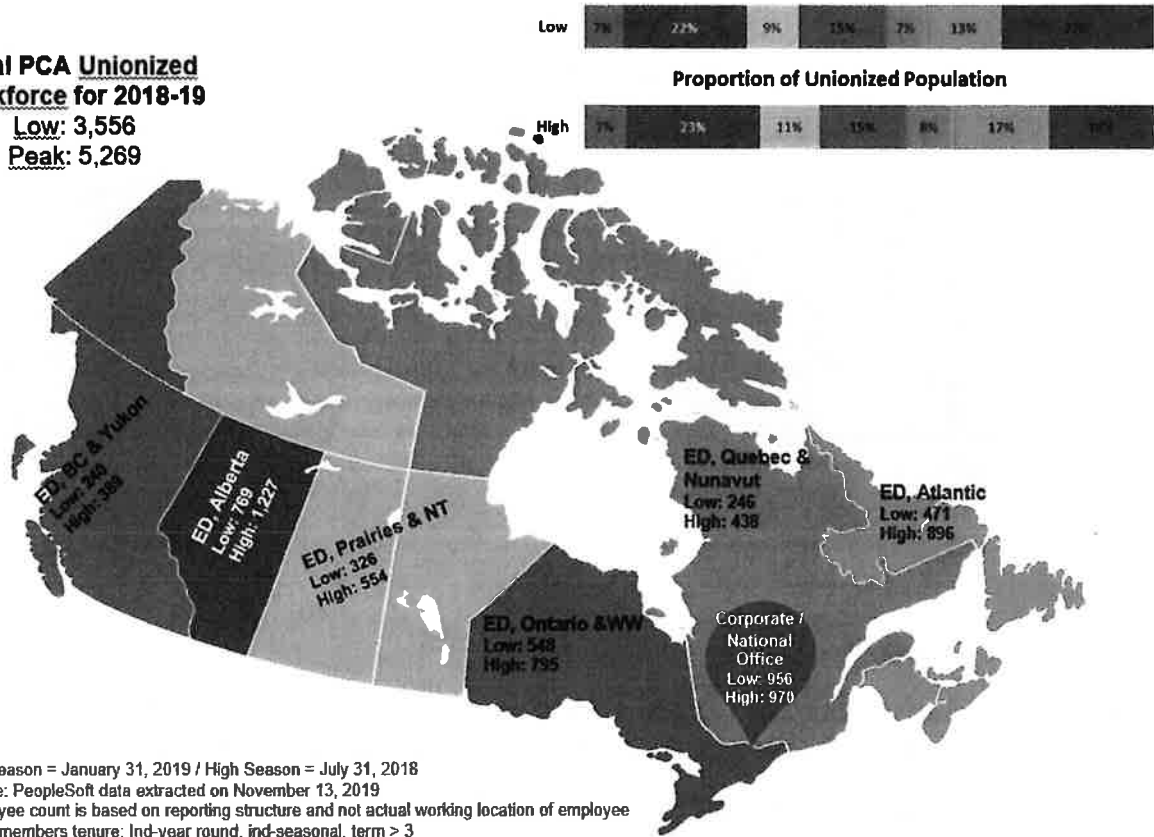 Low 7% 22% 9% 15% 7% 13%
al PCA Unionized
kforce for 2018-19
Low: 3,556
Peak: 5,269
Proportion of Unionized Population
High 7% 23% 11% 15% 8% 17%
ED, BC & Yukon
Low: 240
High: 389
ED, Alberta
Low: 769
High: 1,227
ED, Prairies & NT
Low: 326
High: 554
ED, Quebec &
Nunavut
Low: 246
High: 438
ED, Atlantic
Low: 471
High: 896
ED, Ontario &WW
Low: 548
High: 795
Corporate /
National
Office
Low: 956
High: 970
eason = January 31, 2019 / High Season = July 31, 2018
e: PeopleSoft data extracted on November 13, 2019
yee count is based on reporting structure and not actual working location of employee
members tenure: Ind-year round, ind-seasonal, term > 3